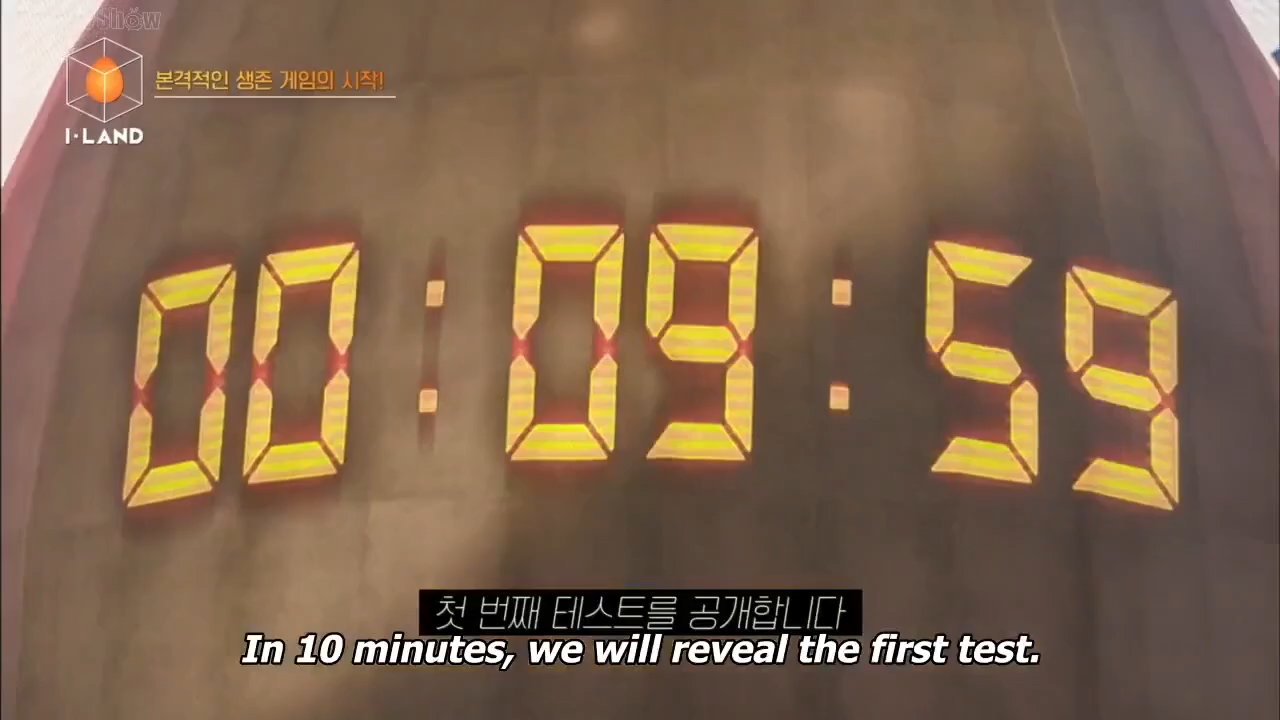 Show
본격적인 생존 게임의 시작!
I·LAND
00:09:59
첫 번째 테스트를 공개합니다
In 10 minutes, we will reveal the first test.